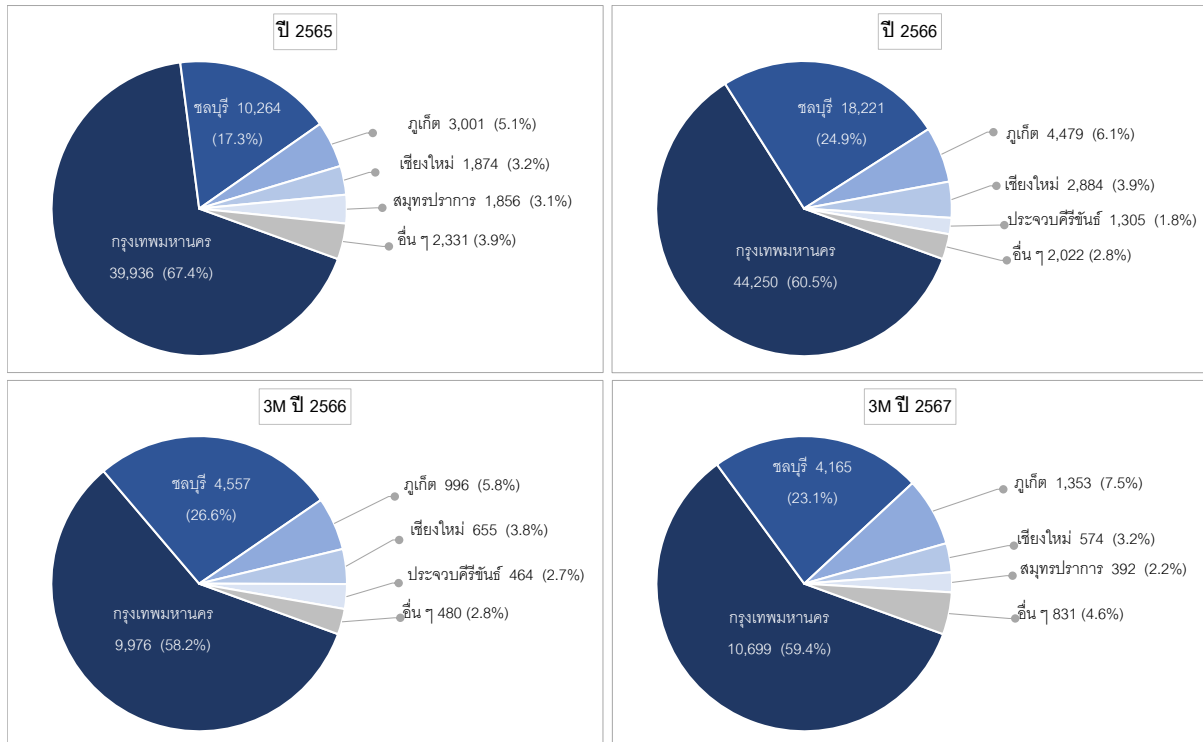 ปี 2565
ชลบุรี 10,264
(17.3%)
ภูเก็ต 3,001 (5.1%)
เชียงใหม่ 1,874 (3.2%)
สมุทรปราการ 1,856 (3.1%)
อื่น ๆ 2,331 (3.9%)
กรุงเทพมหานคร
39,936 (67.4%)
ปี 2566
ชลบุรี 18,221
(24.9%)
ภูเก็ต 4,479 (6.1%)
เชียงใหม่ 2,884 (3.9%)
ประจวบคีรีขันธ์ 1,305 (1.8%)
อื่น ๆ 2,022 (2.8%)
กรุงเทพมหานคร
44,250 (60.5%)
3M ปี 2566
ชลบุรี 4,557
(26.6%)
ภูเก็ต 996 (5.8%)
เชียงใหม่ 655 (3.8%)
ประจวบคีรีขันธ์ 464 (2.7%)
อื่น ๆ 480 (2.8%)
กรุงเทพมหานคร
9,976 (58.2%)
3M ปี 2567
ชลบุรี 4,165
(23.1%)
ภูเก็ต 1,353 (7.5%)
เชียงใหม่ 574 (3.2%)
สมุทรปราการ 392 (2.2%)
อื่น ๆ 831 (4.6%)
กรุงเทพมหานคร
10,699 (59.4%)